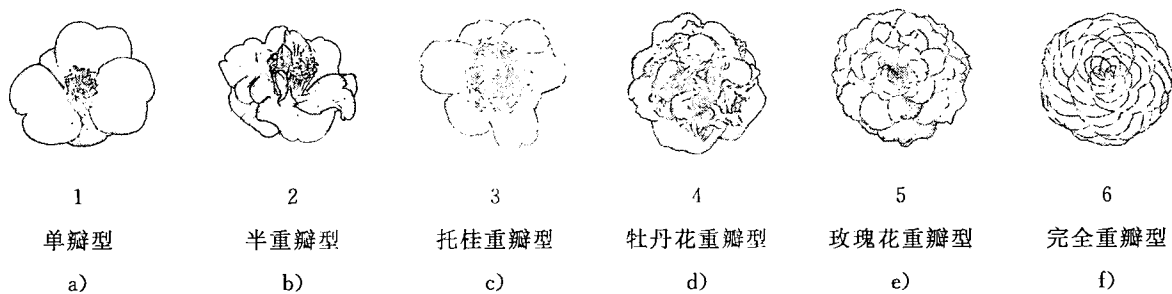 1 2 3 4 5 6
单瓣型 半重瓣型 托桂重瓣型 牡丹花重瓣型 玫瑰花重瓣型 完全重瓣型
a) b) c) d) e) f)